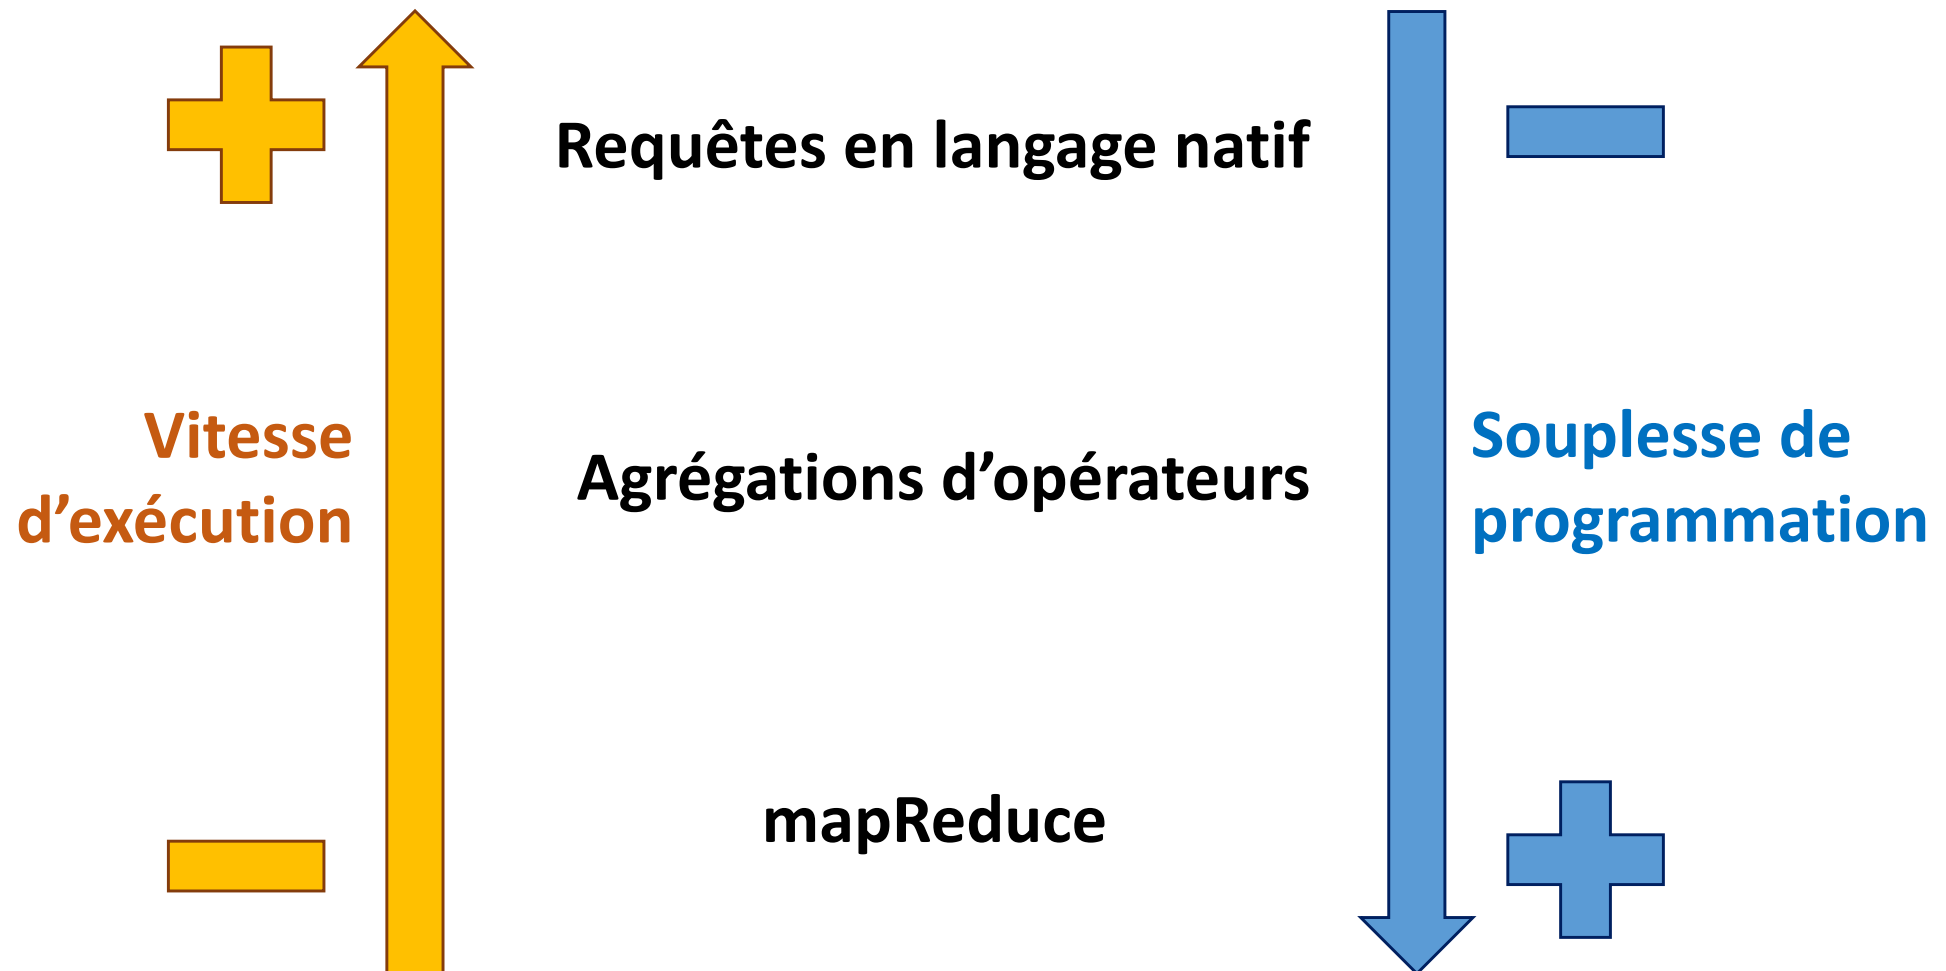 Requêtes en langage natif
Vitesse
d’exécution
Agrégations d’opérateurs
Souplesse de
programmation
mapReduce